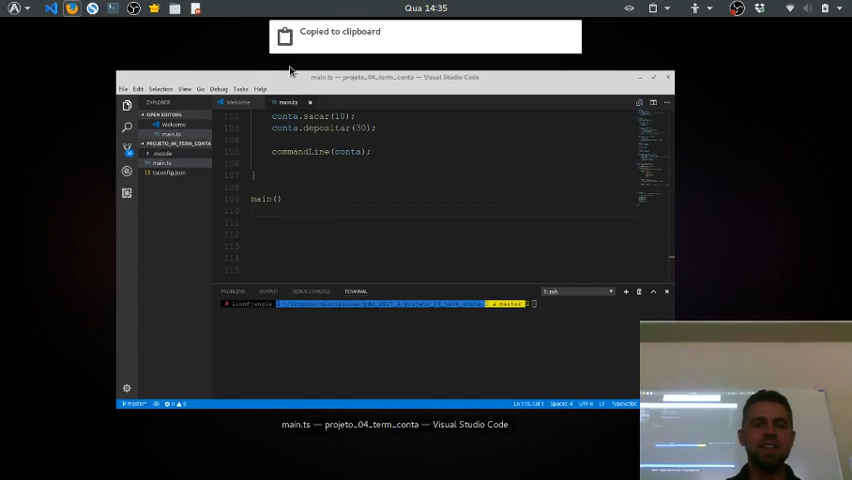 Qua 14:35
Copied to clipboard
main.ts — projeto_04_term_conta — Visual Studio Code
File Edit Selection View Go Debug Tasks Help
EXPLORER
Welcome
main.ts
OPEN EDITORS
Welcome
main.ts
PROJETO_04_TERM_CONTA
.vscode
main.ts
tsconfig.json
102 conta.sacar(10);
103 conta.depositar(30);
104
105 commandLine(conta);
106
107 }
108
109 main()
110
111
112
113
114
115
PROBLEMS OUTPUT DEBUG CONSOLE TERMINAL
1: zsh
master
master*
0 0
Ln 110, Col 1 Spaces: 4 UTF-8 LF TypeScript
main.ts — projeto_04_term_conta — Visual Studio Code